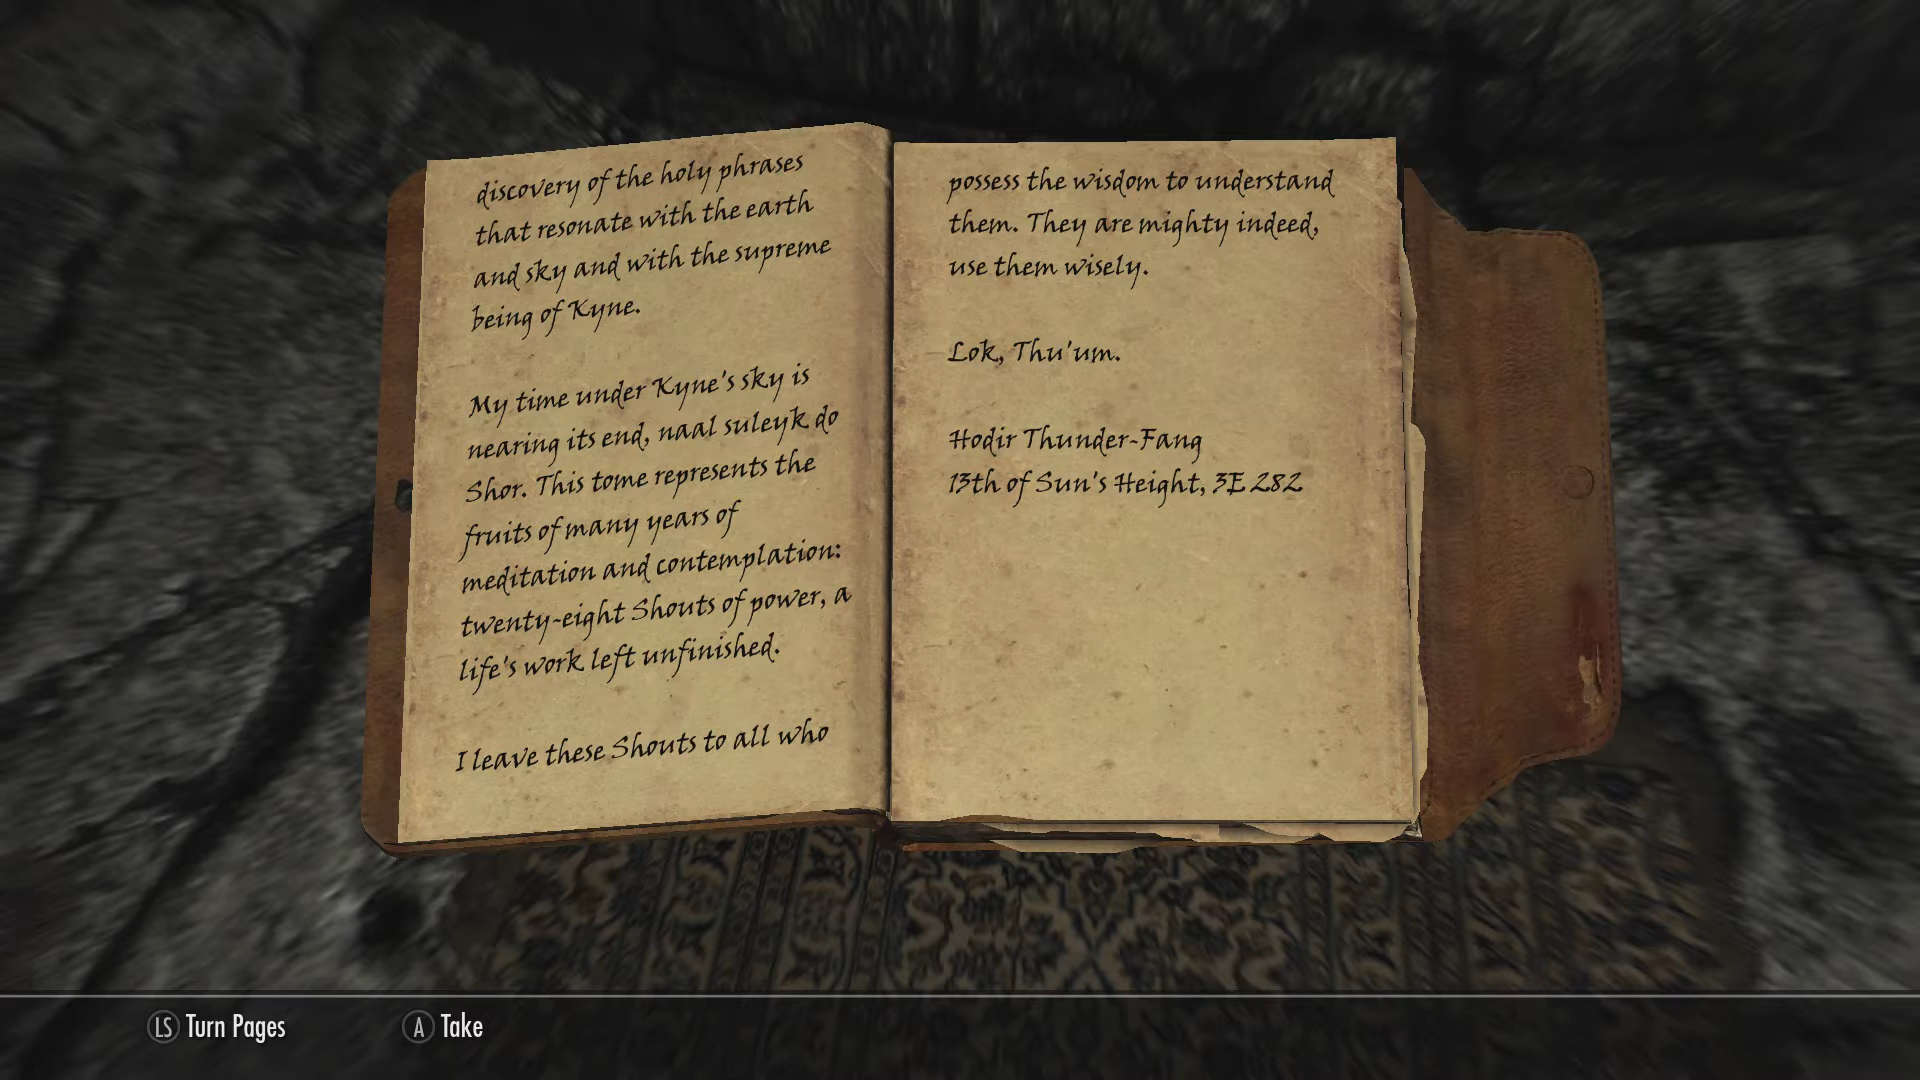 discovery of the holy phrases
that resonate with the earth
and sky and with the supreme
being of Kyne.
My time under Kyne's sky is
nearing its end, naal suleyk do
Shor. This tome represents the
fruits of many years of
meditation and contemplation:
twenty-eight Shouts of power, a
life's work left unfinished.
I leave these Shouts to all who
possess the wisdom to understand
them. They are mighty indeed,
use them wisely.
Lok, Thu'um.
Hodir Thunder-Fang
13th of Sun's Height, 3E 282
LS Turn Pages
A Take